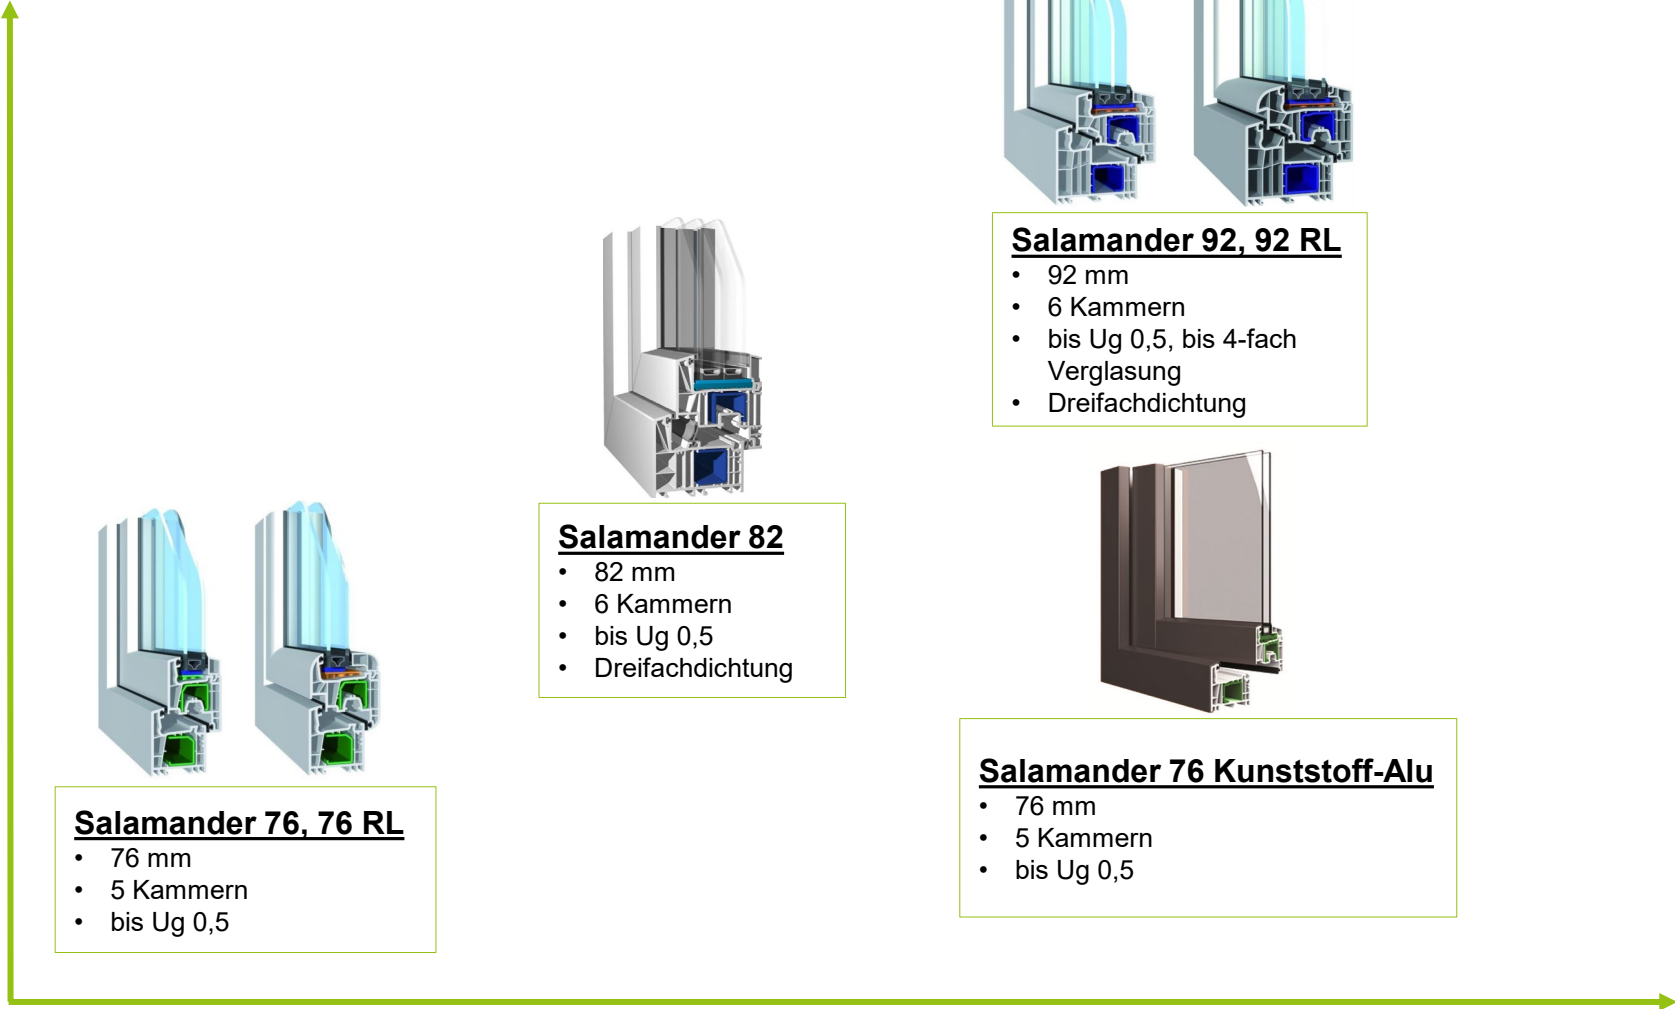 Salamander 92, 92 RL
• 92 mm
• 6 Kammern
• bis Ug 0,5, bis 4-fach
Verglasung
• Dreifachdichtung
Salamander 82
• 82 mm
• 6 Kammern
• bis Ug 0,5
• Dreifachdichtung
Salamander 76 Kunststoff-Alu
• 76 mm
• 5 Kammern
• bis Ug 0,5
Salamander 76, 76 RL
• 76 mm
• 5 Kammern
• bis Ug 0,5